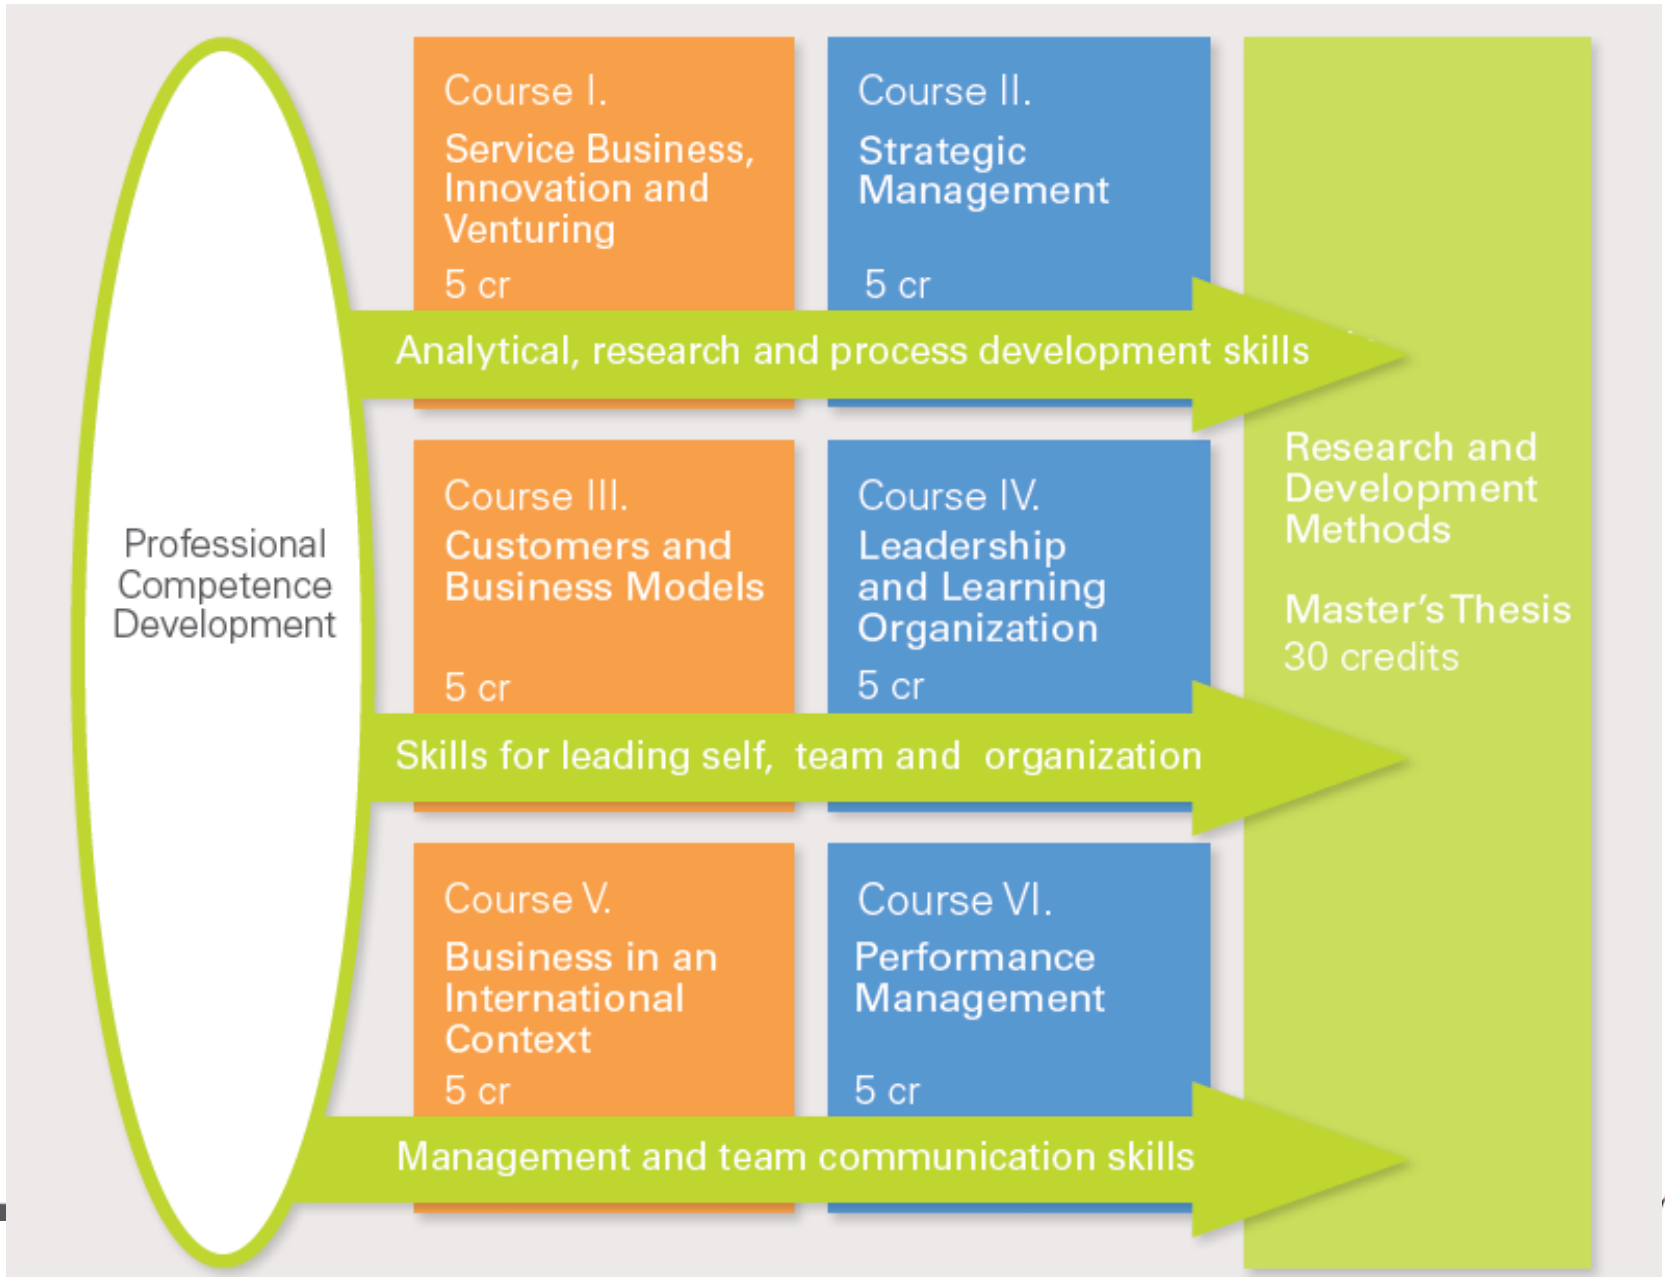 Professional
Competence
Development
Course I.
Service Business,
Innovation and
Venturing
5 cr
Course II.
Strategic
Management
5 cr
Analytical, research and process development skills
Course III.
Customers and
Business Models
5 cr
Course IV.
Leadership
and Learning
Organization
5 cr
Skills for leading self, team and organization
Course V.
Business in an
International
Context
5 cr
Course VI.
Performance
Management
5 cr
Management and team communication skills
Research and
Development
Methods
Master's Thesis
30 credits